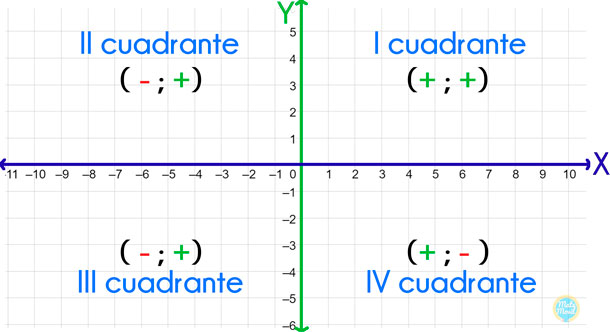 Y
II cuadrante
I cuadrante
( - ; + )
( + ; + )
5
4
3
2
1
X
-11 -10 -9 -8 -7 -6 -5 -4 -3 -2 -1 0 1 2 3 4 5 6 7 8 9 10
-1
-2
-3
-4
-5
-6
( - ; + )
( + ; - )
III cuadrante
IV cuadrante